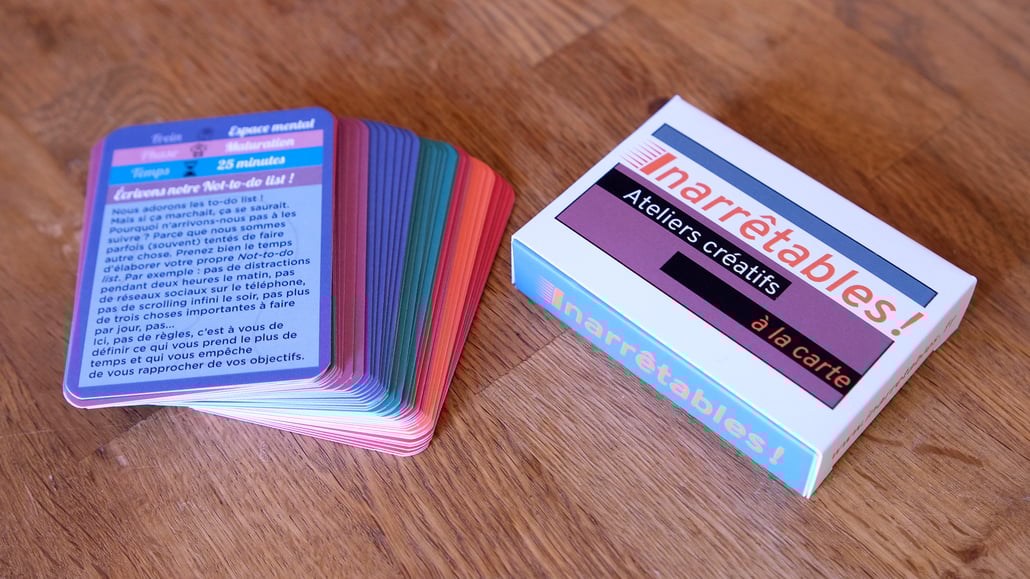 Frein Espace mental
Phase Maturation
Temps 25 minutes
Écrivons notre Not-to-do list !
Nous adorons les to-do list !
Mais si ça marchait, ça se saurait.
Pourquoi n'arrivons-nous pas à les
suivre ? Parce que nous sommes
parfois (souvent) tentés de faire
autre chose. Prenez bien le temps
d'élaborer votre propre Not-to-do
list. Par exemple : pas de distractions
pendant deux heures le matin, pas
de réseaux sociaux sur le téléphone,
pas de scrolling infini le soir, pas plus
de trois choses importantes à faire
par jour, pas...
Ici, pas de règles, c'est à vous de
définir ce qui vous prend le plus de
temps et qui vous empêche
de vous rapprocher de vos objectifs.
Inarrêtables !
Ateliers créatifs
à la carte
Inarrêtables !